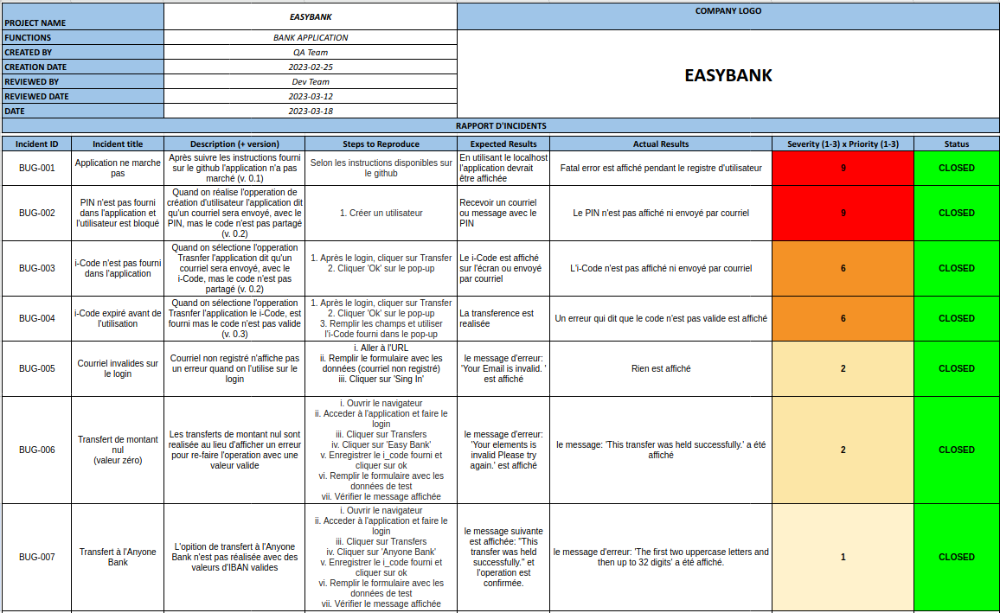 PROJECT NAME
EASYBANK
COMPANY LOGO
FUNCTIONS
BANK APPLICATION
CREATED BY
QA Team
CREATION DATE
2023-02-25
REVIEWED BY
Dev Team
REVIEWED DATE
2023-03-12
DATE
2023-03-18
EASYBANK
RAPPORT D'INCIDENTS
Incident ID
Incident title
Description (+ version)
Steps to Reproduce
Expected Results
Actual Results
Severity (1-3) x Priority (1-3)
Status
BUG-001
Application ne marche
pas
Après suivre les instructions fourni
sur le github l'application n'a pas
marché (v. 0.1)
Selon les instructions disponibles sur
le github
En utilisant le localhost
l'application devrait
être affichée
Fatal error est affiché pendant le registre d'utilisateur
9
CLOSED
BUG-002
PIN n'est pas fourni
dans l'application et
l'utilisateur est bloqué
Quand on réalise l'operation de
création d'utilisateur l'application dit
qu'un courriel sera envoyé, avec le
PIN, mas le code n'est pas partagé
(v. 0.2)
1. Créer un utilisateur
Recevoir un courriel
ou message avec le
PIN
Le PIN n'est pas affiché ni envoyé par courriel
9
CLOSED
BUG-003
i-Code n'est pas fourni
dans l'application
Quand on sélectione l'opperation
Trasnfer l'application dit qu'un
courriel sera envoyé, avec le
i-Code, mas le code n'est pas
partagé (v. 0.2)
1. Après le login, cliquer sur Transfer
2. Cliquer 'Ok' sur le pop-up
Le i-Code est affiché
sur l'écran ou envoyé
par courriel
L'i-Code n'est pas affiché ni envoyé par courriel
6
CLOSED
BUG-004
i-Code expiré avant de
l'utilisation
Quand on sélectione l'opperation
Trasnfer l'application le i-Code, est
fourni mas le code n'est pas valide
(v. 0.3)
1. Après le login, cliquer sur Transfer
2. Cliquer 'Ok' sur le pop-up
3. Remplir les champs et utiliser
l'i-Code fourni dans le pop-up
La transference est
realisée
Un erreur qui dit que le code n'est pas valide est affiché
6
CLOSED
BUG-005
Courriel invalides sur
le login
Courriel non registré n'affiche pas
un erreur quand on l'utilise sur le
login
i. Aller à l'URL
ii. Remplir le formulaire avec les
données (courriel non registré)
iii. Cliquer sur 'Sing In'
le message d'erreur:
'Your Email is invalid. '
est affiché
Rien est affiché
2
CLOSED
BUG-006
Transfert de montant
nul
(valeur zéro)
Les transferts de montant nul sont
realisée au lieu d'afficher un erreur
pour re-faire l'operation avec une
valeur valide
i. Ouvrir le navigateur
ii. Acceder à l'application et faire le
login
iii. Cliquer sur Transfers
iv. Cliquer sur 'Easy Bank'
v. Enregistrer le i_code fourni et
cliquer sur ok
vi. Remplir le formulaire avec les
données de test
vii. Vérifier le message affichée
le message d'erreur:
'Your elements is
invalid Please try
again.' est affiché
le message: 'This transfer was held successfully.' a été
affiché
2
CLOSED
BUG-007
Transfert à l'Anyone
Bank
L'opition de transfert à l'Anyone
Bank n'est pas réalisée avec des
valeurs d'IBAN valides
i. Ouvrir le navigateur
ii. Acceder à l'application et faire le
login
iii. Cliquer sur Transfers
iv. Cliquer sur 'Anyone Bank'
v. Enregistrer le i_code fourni et
cliquer sur ok
vi. Remplir le formulaire avec les
données de test
vii. Vérifier le message affichée
le message suivante
est affichée: "This
transfer was held
successfully." et
l'operation est
confirmée.
le message d'erreur: 'The first two uppercase letters and
then up to 32 digits' a été affiché.
1
CLOSED